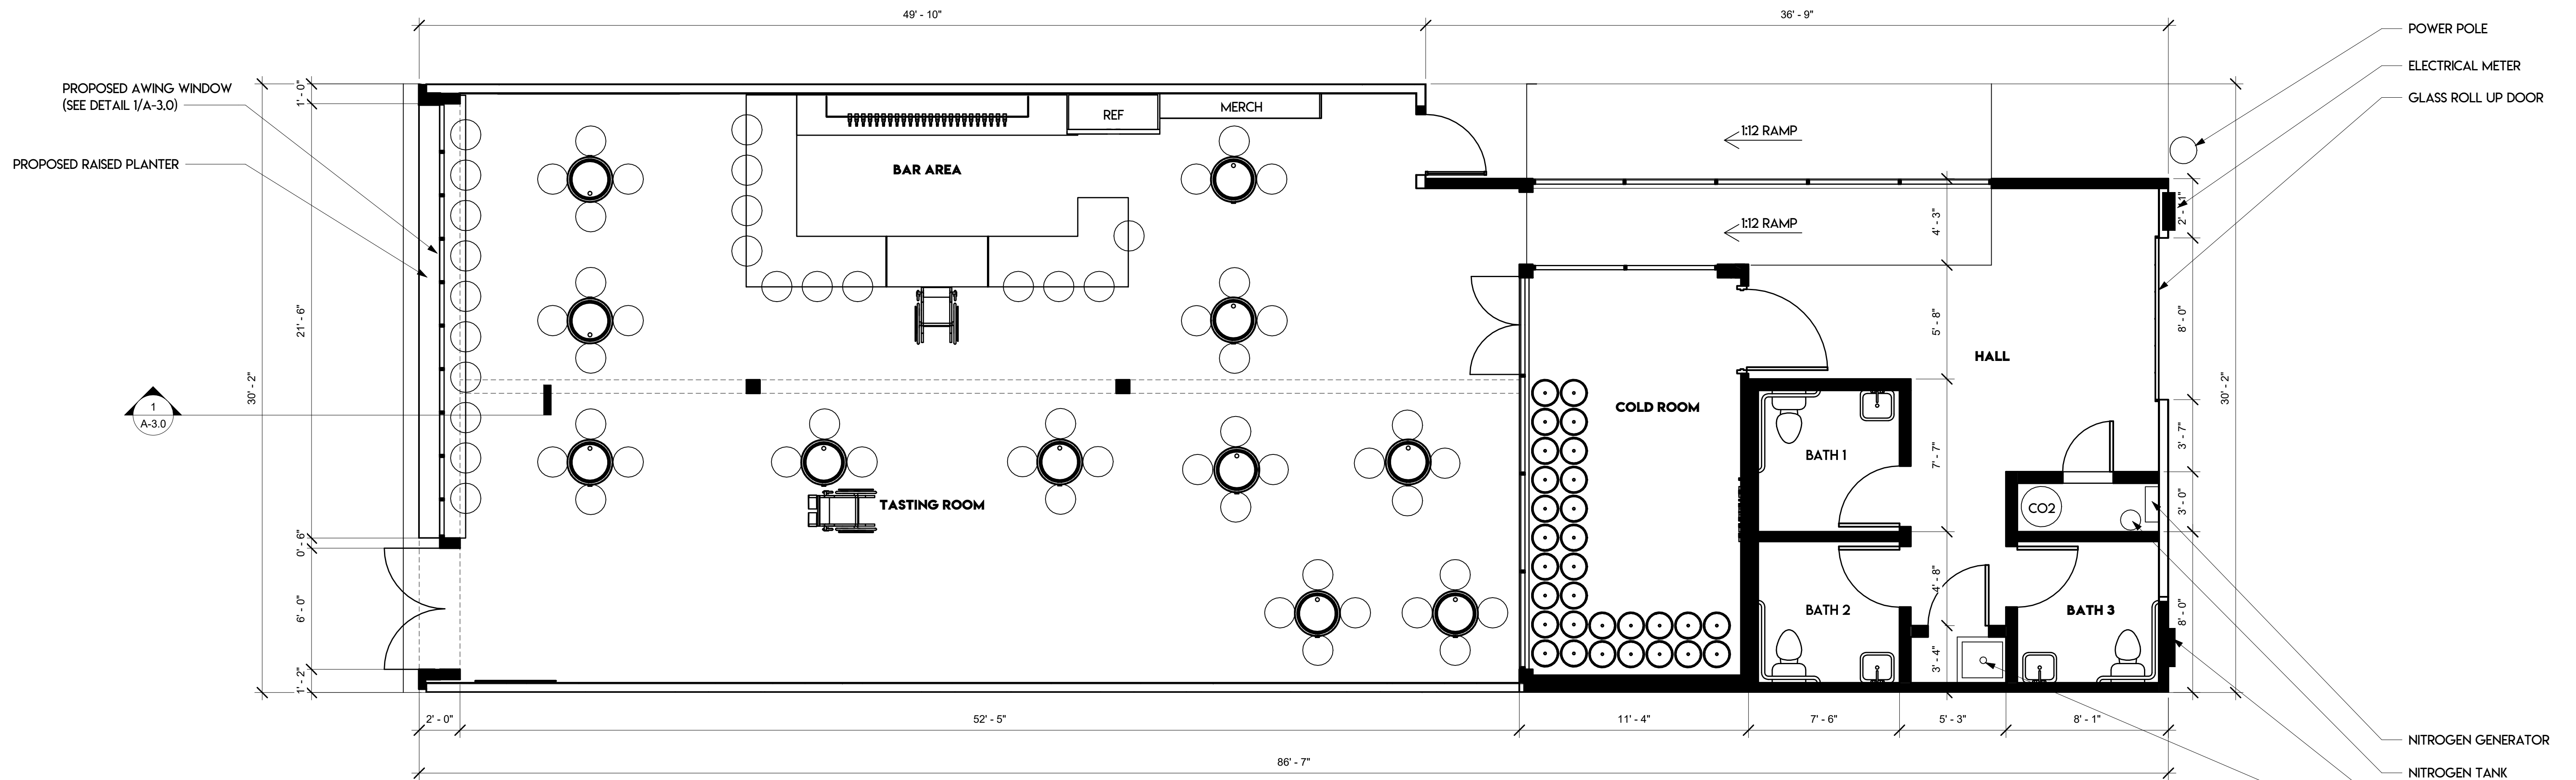 49' - 10"
36' - 9"
POWER POLE
ELECTRICAL METER
GLASS ROLL UP DOOR
PROPOSED AWING WINDOW
(SEE DETAIL 1/A-3.0)
PROPOSED RAISED PLANTER
1' - 0"
REF
MERCH
BAR AREA
1:12 RAMP
1:12 RAMP
4' - 3"
21' - 6"
30' - 2"
5' - 8"
8' - 0"
HALL
30' - 2"
1
A-3.0
COLD ROOM
3' - 7"
BATH 1
7' - 7"
TASTING ROOM
CO2
3' - 0"
0' - 6"
4' - 8"
6' - 0"
BATH 2
BATH 3
8' - 0"
3' - 4"
1' - 2"
2' - 0"
52' - 5"
11' - 4"
7' - 6"
5' - 3"
8' - 1"
NITROGEN GENERATOR
86' - 7"
NITROGEN TANK